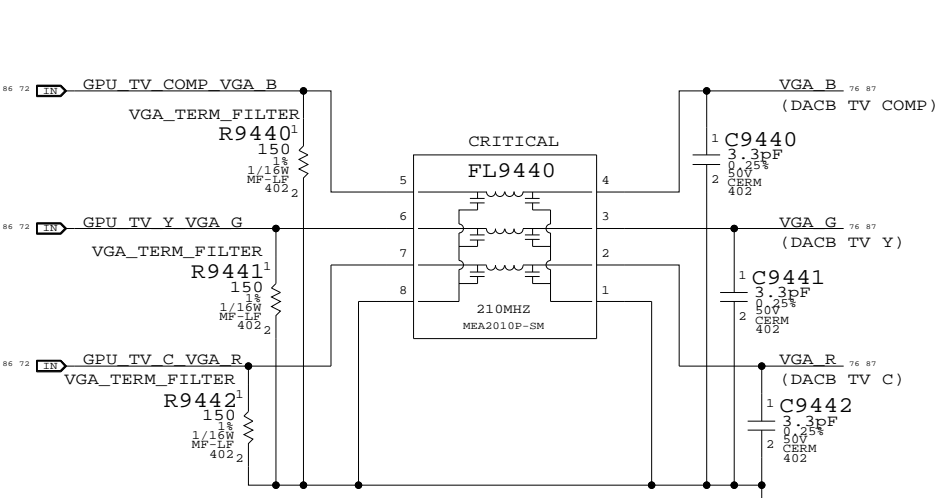 86 72 IN GPU_TV_COMP_VGA_B
VGA_B 76 87
(DACB TV COMP)
VGA_TERM_FILTER
R9440
1
150
1%
1/16W
MF-LF
402
2
CRITICAL
FL9440
1 C9440
3.3pF
0.25%
50V
CERM
402
2
5
4
6
3
7
2
8
1
210MHZ
MEA2010P-SM
86 72 IN GPU_TV_Y_VGA_G
VGA_G 76 87
(DACB TV Y)
VGA_TERM_FILTER
R9441
1
150
1%
1/16W
MF-LF
402
2
1 C9441
3.3pF
0.25%
50V
CERM
402
2
86 72 IN GPU_TV_C_VGA_R
VGA_R 76 87
(DACB TV C)
VGA_TERM_FILTER
R9442
1
150
1%
1/16W
MF-LF
402
2
1 C9442
3.3pF
0.25%
50V
CERM
402
2